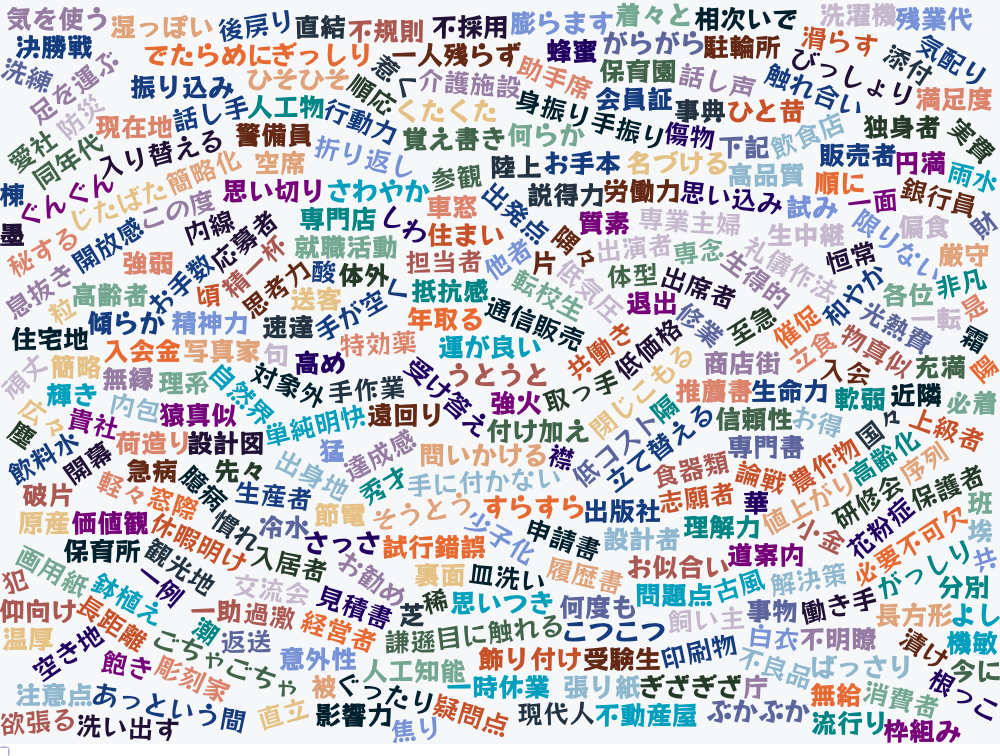 気を使う
湿っぽい
後戻り
直結
不規則
不採用
膨らます
着々と
相次いで
洗濯機
残業代
決勝戦
でたらめに
ぎっしり
一人残らず
蜂蜜
がらがら
駐輪所
滑らす
添付
気配り
洗練
足を運ぶ
振り込み
ひそひそ
惹く
順応
介護施設
助手席
保育園
話し声
触れ合い
びっしょり
満足度
防災
現在地
話し手
人工物
行動力
くたくた
身振り手振り
会員証
事典
ひと昔
愛社
同年代
入り替える
警備員
覚え書き
何らか
傷物
下記
飲食店
独身者
実費
簡略化
空席
折り返し
参観
陸上
お手本
名づける
高品質
販売者
円満
順に
雨水
棟
ぐんぐん
じたばた
この度
思い切り
さわやか
車窓
出発点
説得力
労働力
思い込み
試み
一面
銀行員
墨
秘する
開放感
内線
応募者
専門店
しわ
住まい
隅々
質素
専業主婦
生中継
限りない
偏食
財
強弱
就職活動
担当者
他者
片
出演者
専念
礼儀作法
恒常
厳守
息抜き
粒
高齢者
お手数
頃
精一杯
思考力
酸
体外
抵抗感
転校生
低気圧
体型
出席者
生得的
和やか
各位
非凡
送客
手が空く
退出
傾らか
精神力
速達
年取る
通信販売
共働き
低価格
修業
至急
催促
光熱費
一転
是
住宅地
入会金
写真家
句
高め
特効薬
運が良い
商店街
立食
物真似
充満
霜
頑丈
簡略
無縁
理系
自然界
対象外
手作業
受け答え
うとうと
取っ手
閉じこもる
推薦書
生命力
入会
軟弱
近隣
陽
輝き
広々
貴社
内包
猿真似
単純明快
遠回り
強火
隔
信頼性
お得
必着
塵
飲料水
開幕
荷造り
設計図
猛
達成感
付け加え
低コスト
立て替える
専門書
国々
上級者
急病
先々
出身地
問いかける
襟
食器類
論戦
農作物
高齢化
序列
破片
軽々
窓際
臆病
生産者
秀才
手に付かない
志願者
華
値上がり
研修会
保護者
原産
価値観
休暇明け
慣れ
冷水
節電
そうとう
すらすら
出版社
理解力
小金
花粉症
班
保育所
観光地
入居者
さっさ
試行錯誤
少子化
申請書
設計者
道案内
必要不可欠
埃
画用紙
一例
交流会
お勧め
裏面
皿洗い
履歴書
お似合い
解決策
がっしり
共
犯
鉢植え
見積書
稀
思いつき
何度も
問題点
古風
分別
仰向け
長距離
潮
一助
過激
経営者
芝
謙遜
目に触れる
こつこつ
飼い主
事物
働き手
長方形
よし
温厚
空き地
ごちゃごちゃ
返送
意外性
人工知能
飾り付け
受験生
印刷物
白衣
不明瞭
漬け
機敏
飽き
彫刻家
被
ぐったり
一時休業
張り紙
ぎざぎざ
庁
不良品
ばっさり
今に
注意点
あっという間
直立
影響力
焦り
疑問点
現代人
不動産屋
ぶかぶか
無給
消費者
根っこ
欲張る
洗い出す
流行り
枠組み